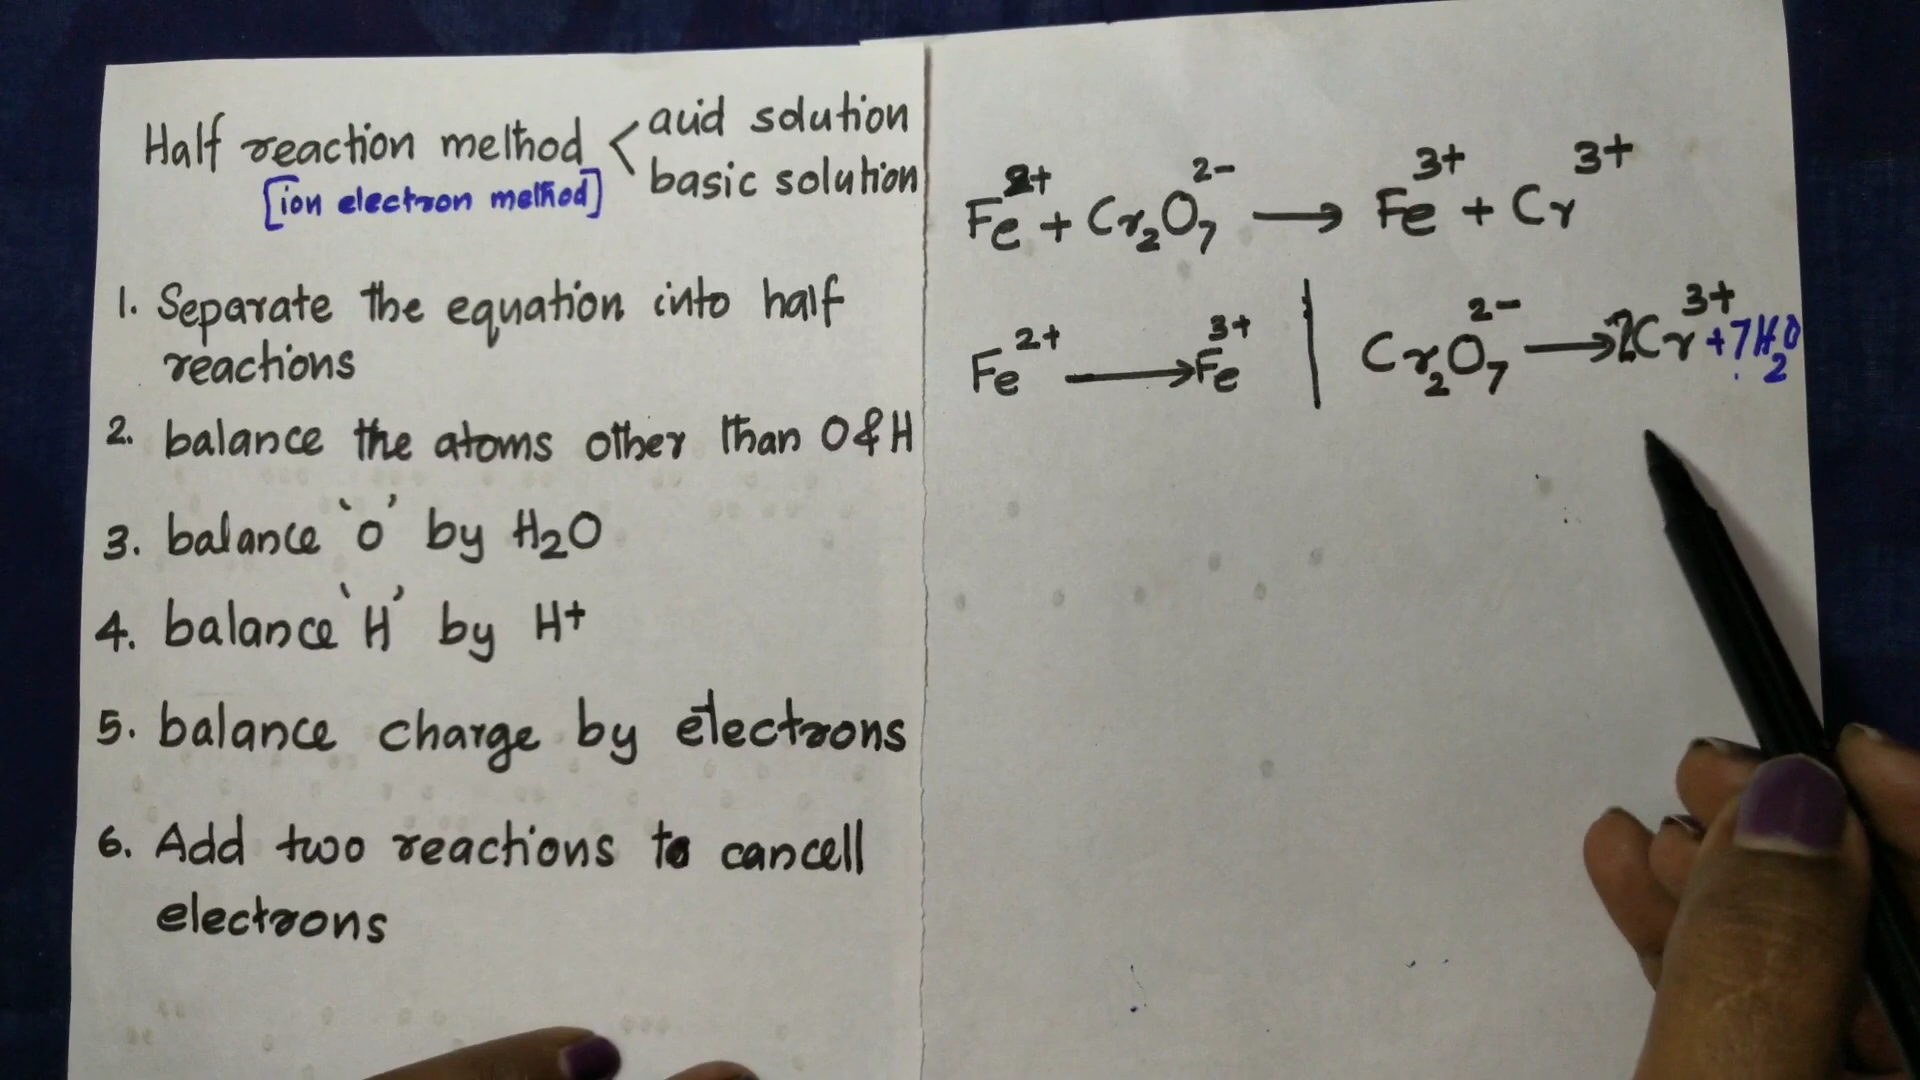 Half reaction method < acid solution
basic solution
[ion electron method]
1. Separate the equation into half
reactions
2. balance the atoms other than O & H
3. balance 'O' by H₂O
4. balance 'H' by H+
5. balance charge by electrons
6. Add two reactions to cancell
electrons
Fe²⁺ + Cr₂O₇²⁻ → Fe³⁺ + Cr³⁺
Fe²⁺ → Fe³⁺ | Cr₂O₇²⁻ → 2Cr³⁺ + 7H₂O